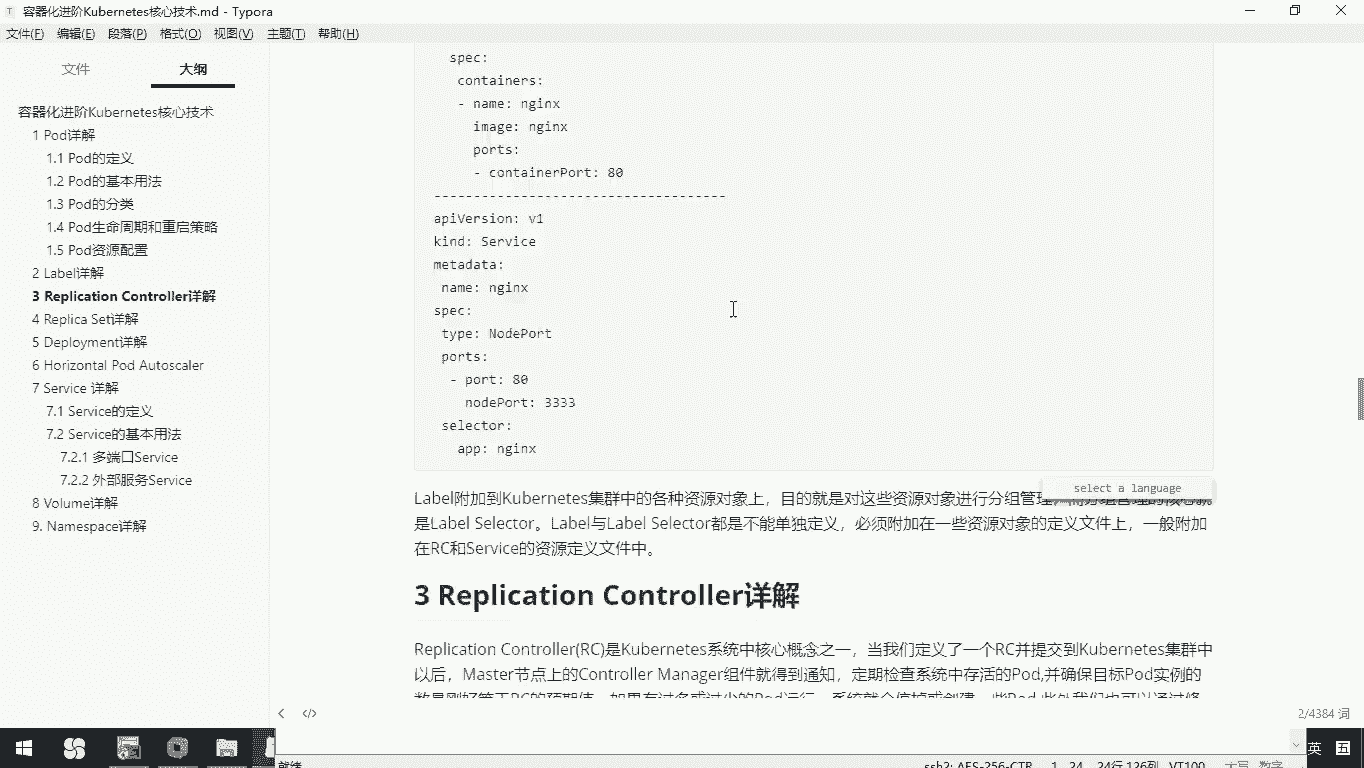 容器化进阶Kubernetes核心技术.md - Typora
文件(F) 编辑(E) 段落(P) 格式(O) 视图(V) 主题(T) 帮助(H)
文件 大纲
容器化进阶Kubernetes核心技术
1 Pod详解
1.1 Pod的定义
1.2 Pod的基本用法
1.3 Pod的分类
1.4 Pod生命周期和重启策略
1.5 Pod资源配置
2 Label详解
3 Replication Controller详解
4 Replica Set详解
5 Deployment详解
6 Horizontal Pod Autoscaler
7 Service 详解
7.1 Service的定义
7.2 Service的基本用法
7.2.1 多端口Service
7.2.2 外部服务Service
8 Volume详解
9. Namespace详解
spec:
containers:
- name: nginx
image: nginx
ports:
- containerPort: 80
-------------------------------------
apiVersion: v1
kind: Service
metadata:
name: nginx
spec:
type: NodePort
ports:
- port: 80
nodePort: 3333
selector:
app: nginx
select a language
Label附加到Kubernetes集群中的各种资源对象上，目的就是对这些资源对象进行分组管理
是Label Selector。Label与Label Selector都是不能单独定义，必须附加在一些资源对象的定义文件上，一般附加
在RC和Service的资源定义文件中。
3 Replication Controller详解
Replication Controller(RC)是Kubernetes系统中核心概念之一，当我们定义了一个RC并提交到Kubernetes集群中
以后，Master节点上的Controller Manager组件就得到通知，定期检查系统中存活的Pod,并确保目标Pod实例的
2/4384 词
就绪 ssh2: AES-256-CTR 1, 24 24行,126列 VT100 大写 数字
英 五